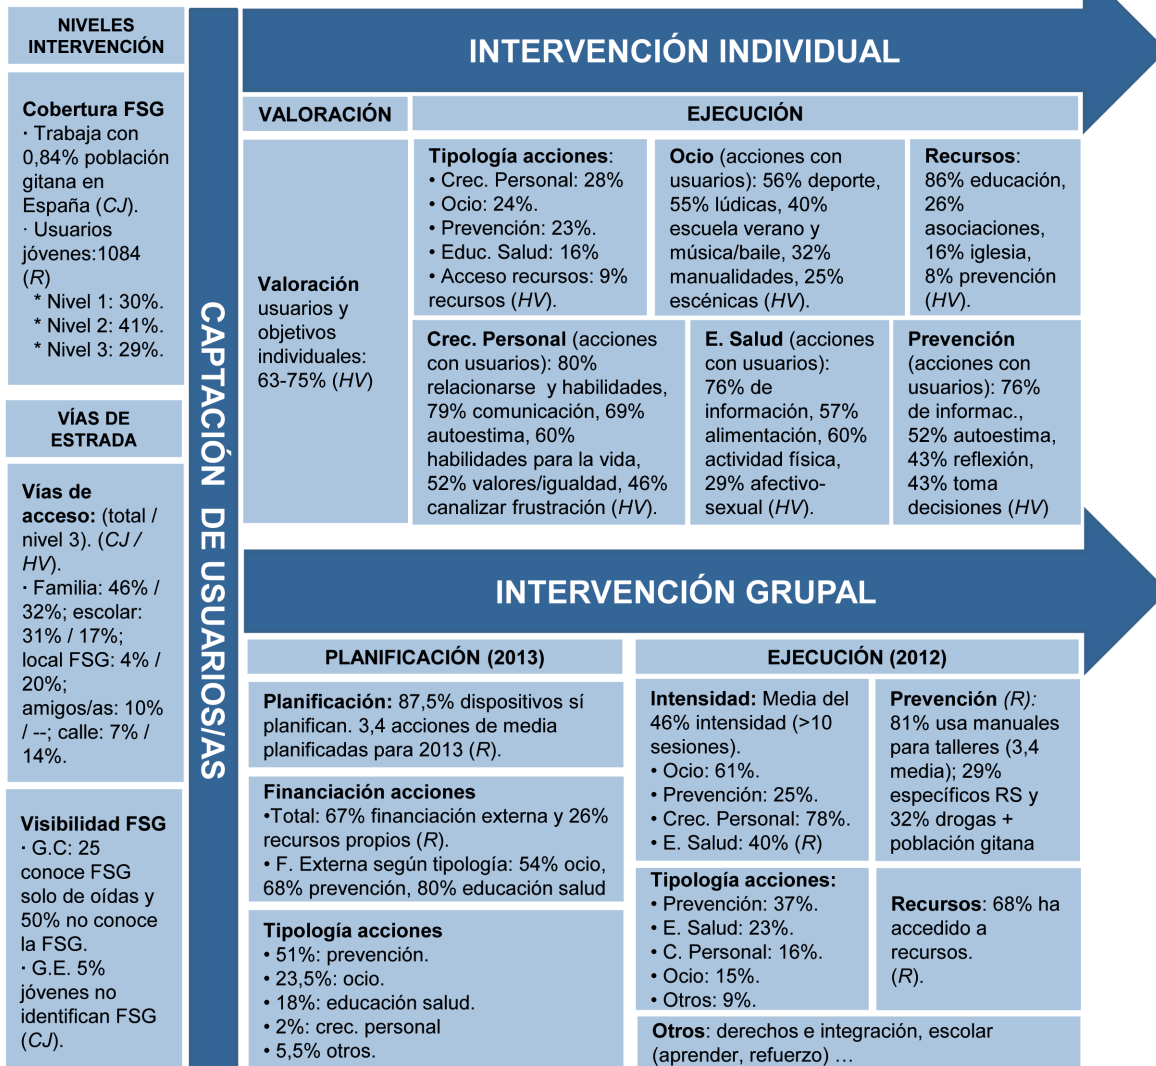 NIVELES
INTERVENCIÓN
Cobertura FSG
· Trabaja con
0,84% población
gitana en
España (CJ).
· Usuarios
jóvenes:1084
(R)
* Nivel 1: 30%.
* Nivel 2: 41%.
* Nivel 3: 29%.
VÍAS DE
ESTRADA
Vías de
acceso: (total /
nivel 3). (CJ /
HV).
· Familia: 46% /
32%; escolar:
31% / 17%;
local FSG: 4% /
20%;
amigos/as: 10%
/ --; calle: 7% /
14%.
Visibilidad FSG
· G.C: 25
conoce FSG
solo de oídas y
50% no conoce
la FSG.
· G.E. 5%
jóvenes no
identifican FSG
(CJ).
CAPTACIÓN DE USUARIOS/AS
INTERVENCIÓN INDIVIDUAL
VALORACIÓN
Valoración
usuarios y
objetivos
individuales:
63-75% (HV)
EJECUCIÓN
Tipología acciones:
• Crec. Personal: 28%
• Ocio: 24%.
• Prevención: 23%.
• Educ. Salud: 16%
• Acceso recursos: 9%
recursos (HV).
Ocio (acciones con
usuarios): 56% deporte,
55% lúdicas, 40%
escuela verano y
música/baile, 32%
manualidades, 25%
escénicas (HV).
Recursos:
86% educación,
26%
asociaciones,
16% iglesia,
8% prevención
(HV).
Crec. Personal (acciones
con usuarios): 80%
relacionarse y habilidades,
79% comunicación, 69%
autoestima, 60%
habilidades para la vida,
52% valores/igualdad, 46%
canalizar frustración (HV).
E. Salud (acciones
con usuarios):
76% de
información, 57%
alimentación, 60%
actividad física,
29% afectivo-
sexual (HV).
Prevención
(acciones con
usuarios): 76%
de informac.,
52% autoestima,
43% reflexión,
43% toma
decisiones (HV)
INTERVENCIÓN GRUPAL
PLANIFICACIÓN (2013)
Planificación: 87,5% dispositivos sí
planifican. 3,4 acciones de media
planificadas para 2013 (R).
Financiación acciones
•Total: 67% financiación externa y 26%
recursos propios (R).
• F. Externa según tipología: 54% ocio,
68% prevención, 80% educación salud
Tipología acciones
• 51%: prevención.
• 23,5%: ocio.
• 18%: educación salud.
• 2%: crec. personal
• 5,5% otros.
EJECUCIÓN (2012)
Intensidad: Media del
46% intensidad (>10
sesiones).
• Ocio: 61%.
• Prevención: 25%.
• Crec. Personal: 78%.
• E. Salud: 40% (R)
Prevención (R):
81% usa manuales
para talleres (3,4
media); 29%
específicos RS y
32% drogas +
población gitana
Tipología acciones:
• Prevención: 37%.
• E. Salud: 23%.
• C. Personal: 16%.
• Ocio: 15%.
• Otros: 9%.
Recursos: 68% ha
accedido a
recursos.
(R).
Otros: derechos e integración, escolar
(aprender, refuerzo) …